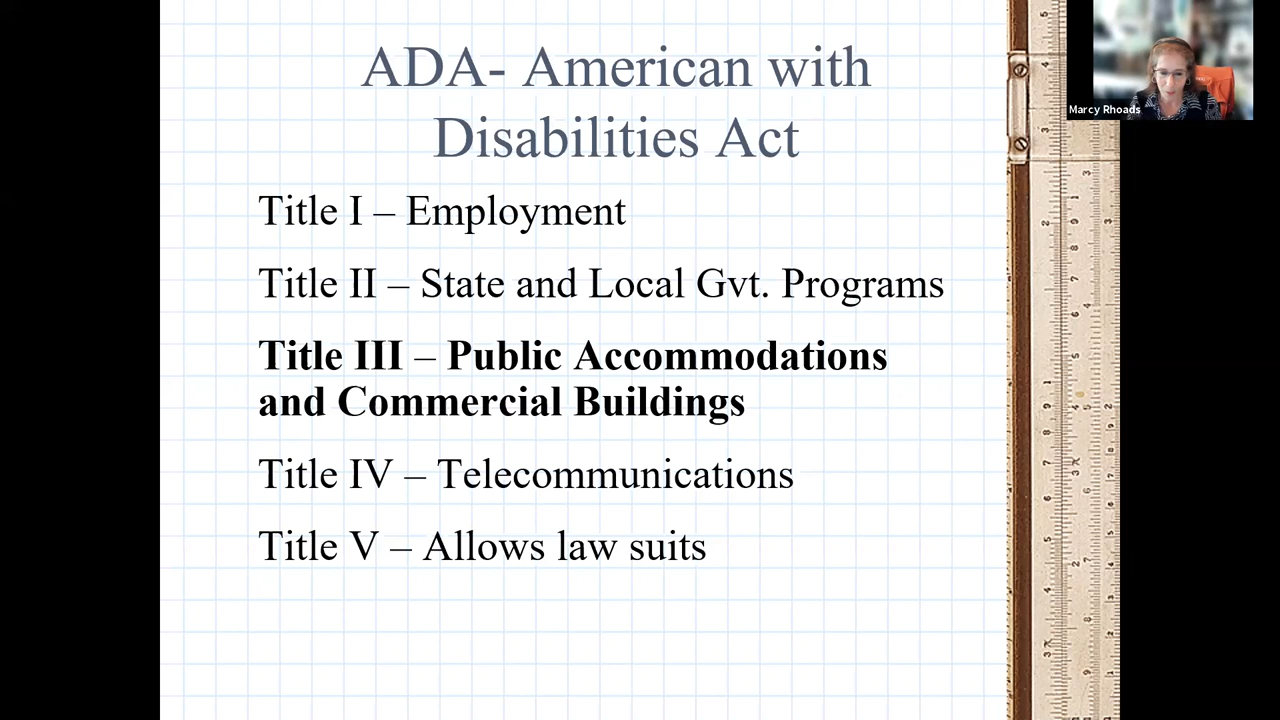 ADA- American with
Disabilities Act
Title I – Employment
Title II – State and Local Gvt. Programs
Title III – Public Accommodations
and Commercial Buildings
Title IV – Telecommunications
Title V – Allows law suits
Marcy Rhoads